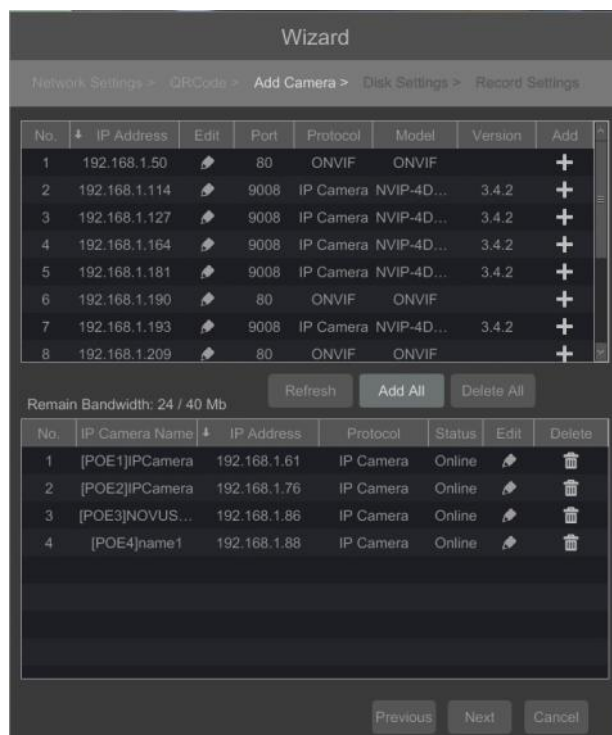 Wizard
Network Settings > QRCode > Add Camera > Disk Settings > Record Settings
No. IP Address Edit Port Protocol Model Version Add
1 192.168.1.50 80 ONVIF ONVIF
2 192.168.1.114 9008 IP Camera NVIP-4D... 3.4.2
3 192.168.1.127 9008 IP Camera NVIP-4D... 3.4.2
4 192.168.1.164 9008 IP Camera NVIP-4D... 3.4.2
5 192.168.1.181 9008 IP Camera NVIP-4D... 3.4.2
6 192.168.1.190 80 ONVIF ONVIF
7 192.168.1.193 9008 IP Camera NVIP-4D... 3.4.2
8 192.168.1.209 80 ONVIF ONVIF
Refresh Add All Delete All
Remain Bandwidth: 24 / 40 Mb
No. IP Camera Name IP Address Protocol Status Edit Delete
1 [POE1]IPCamera 192.168.1.61 IP Camera Online
2 [POE2]IPCamera 192.168.1.76 IP Camera Online
3 [POE3]NOVUS... 192.168.1.86 IP Camera Online
4 [POE4]name1 192.168.1.88 IP Camera Online
Previous Next Cancel